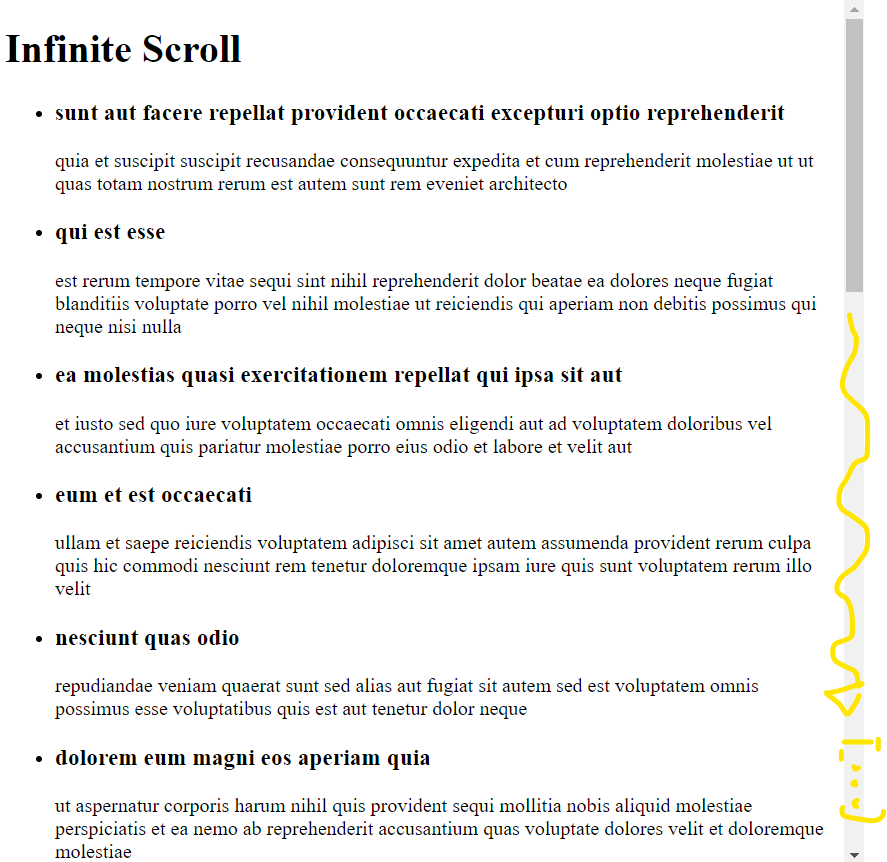 Infinite Scroll
• sunt aut facere repellat provident occaecati excepturi optio reprehenderit
quia et suscipit suscipit recusandae consequuntur expedita et cum reprehenderit molestiae ut ut
quas totam nostrum rerum est autem sunt rem eveniet architecto
• qui est esse
est rerum tempore vitae sequi sint nihil reprehenderit dolor beatae ea dolores neque fugiat
blanditiis voluptate porro vel nihil molestiae ut reiciendis qui aperiam non debitis possimus qui
neque nisi nulla
• ea molestias quasi exercitationem repellat qui ipsa sit aut
et iusto sed quo iure voluptatem occaecati omnis eligendi aut ad voluptatem doloribus vel
accusantium quis pariatur molestiae porro eius odio et labore et velit aut
• eum et est occaecati
ullam et saepe reiciendis voluptatem adipisci sit amet autem assumenda provident rerum culpa
quis hic commodi nesciunt rem tenetur doloremque ipsam iure quis sunt voluptatem rerum illo
velit
• nesciunt quas odio
repudiandae veniam quaerat sunt sed alias aut fugiat sit autem sed est voluptatem omnis
possimus esse voluptatibus quis est aut tenetur dolor neque
• dolorem eum magni eos aperiam quia
ut aspernatur corporis harum nihil quis provident sequi mollitia nobis aliquid molestiae
perspiciatis et ea nemo ab reprehenderit accusantium quas voluptate dolores velit et doloremque
molestiae